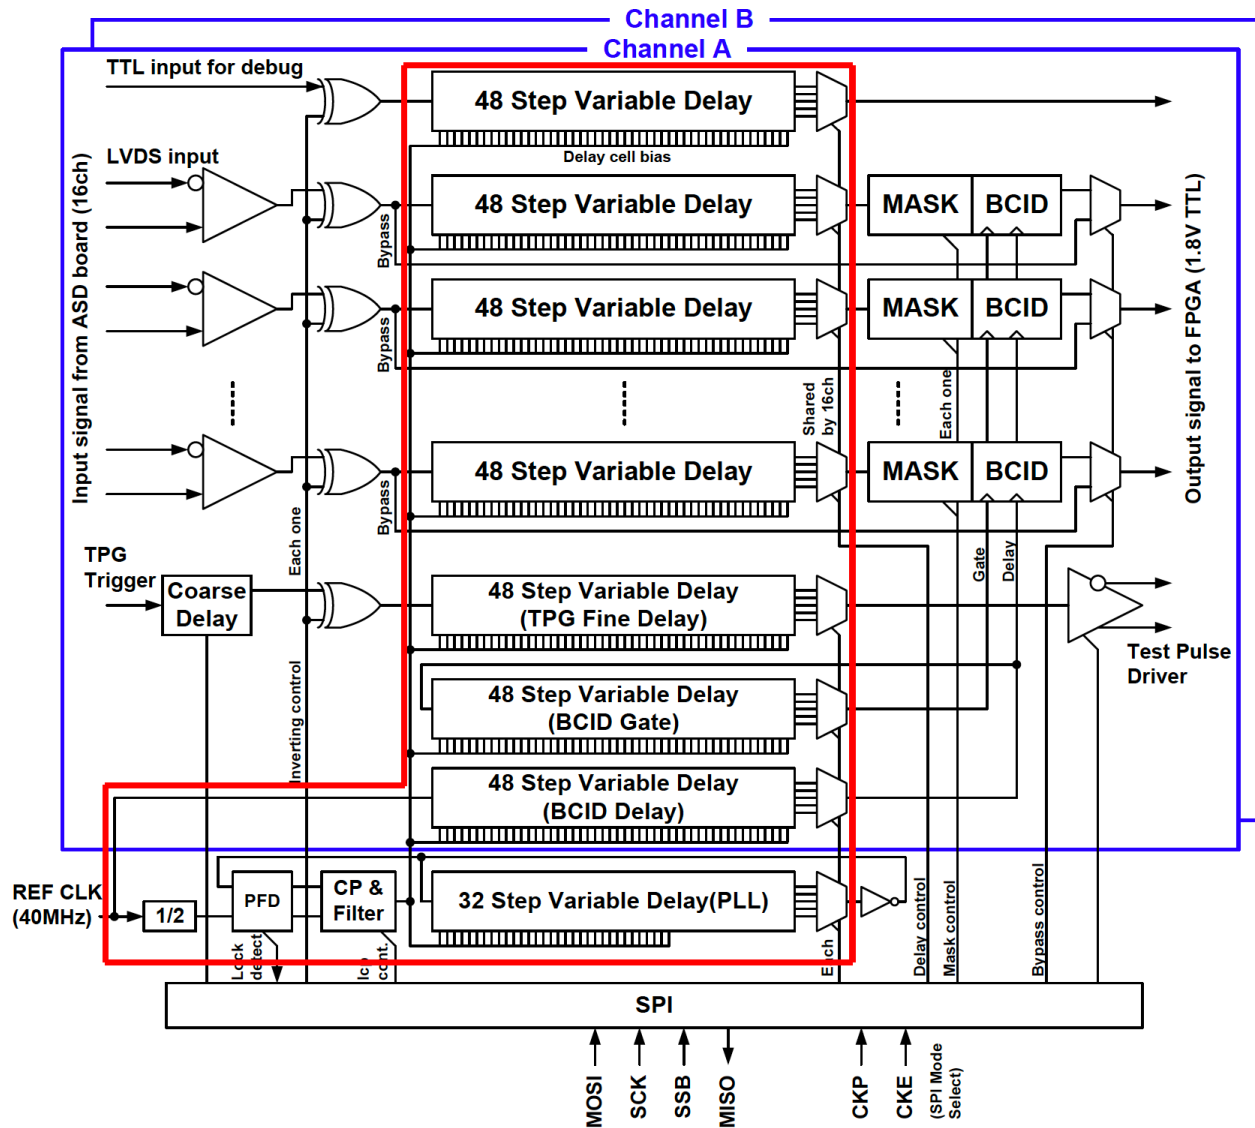 Channel B
Channel A
TTL input for debug
48 Step Variable Delay
Delay cell bias
LVDS input
Input signal from ASD board (16ch)
Bypass
48 Step Variable Delay
MASK
BCID
Output signal to FPGA (1.8V TTL)
Bypass
48 Step Variable Delay
MASK
BCID
Shared
by 16ch
Each one
Bypass
48 Step Variable Delay
MASK
BCID
Each one
Gate
Delay
TPG
Trigger
Coarse
Delay
48 Step Variable Delay
(TPG Fine Delay)
Test Pulse
Driver
Inverting control
48 Step Variable Delay
(BCID Gate)
48 Step Variable Delay
(BCID Delay)
REF CLK
(40MHz)
1/2
PFD
CP &
Filter
32 Step Variable Delay(PLL)
Lock
detect
Icp
cont.
Each
Delay control
Mask control
Bypass control
SPI
MOSI
SCK
SSB
MISO
CKP
CKE
(SPI Mode
Select)